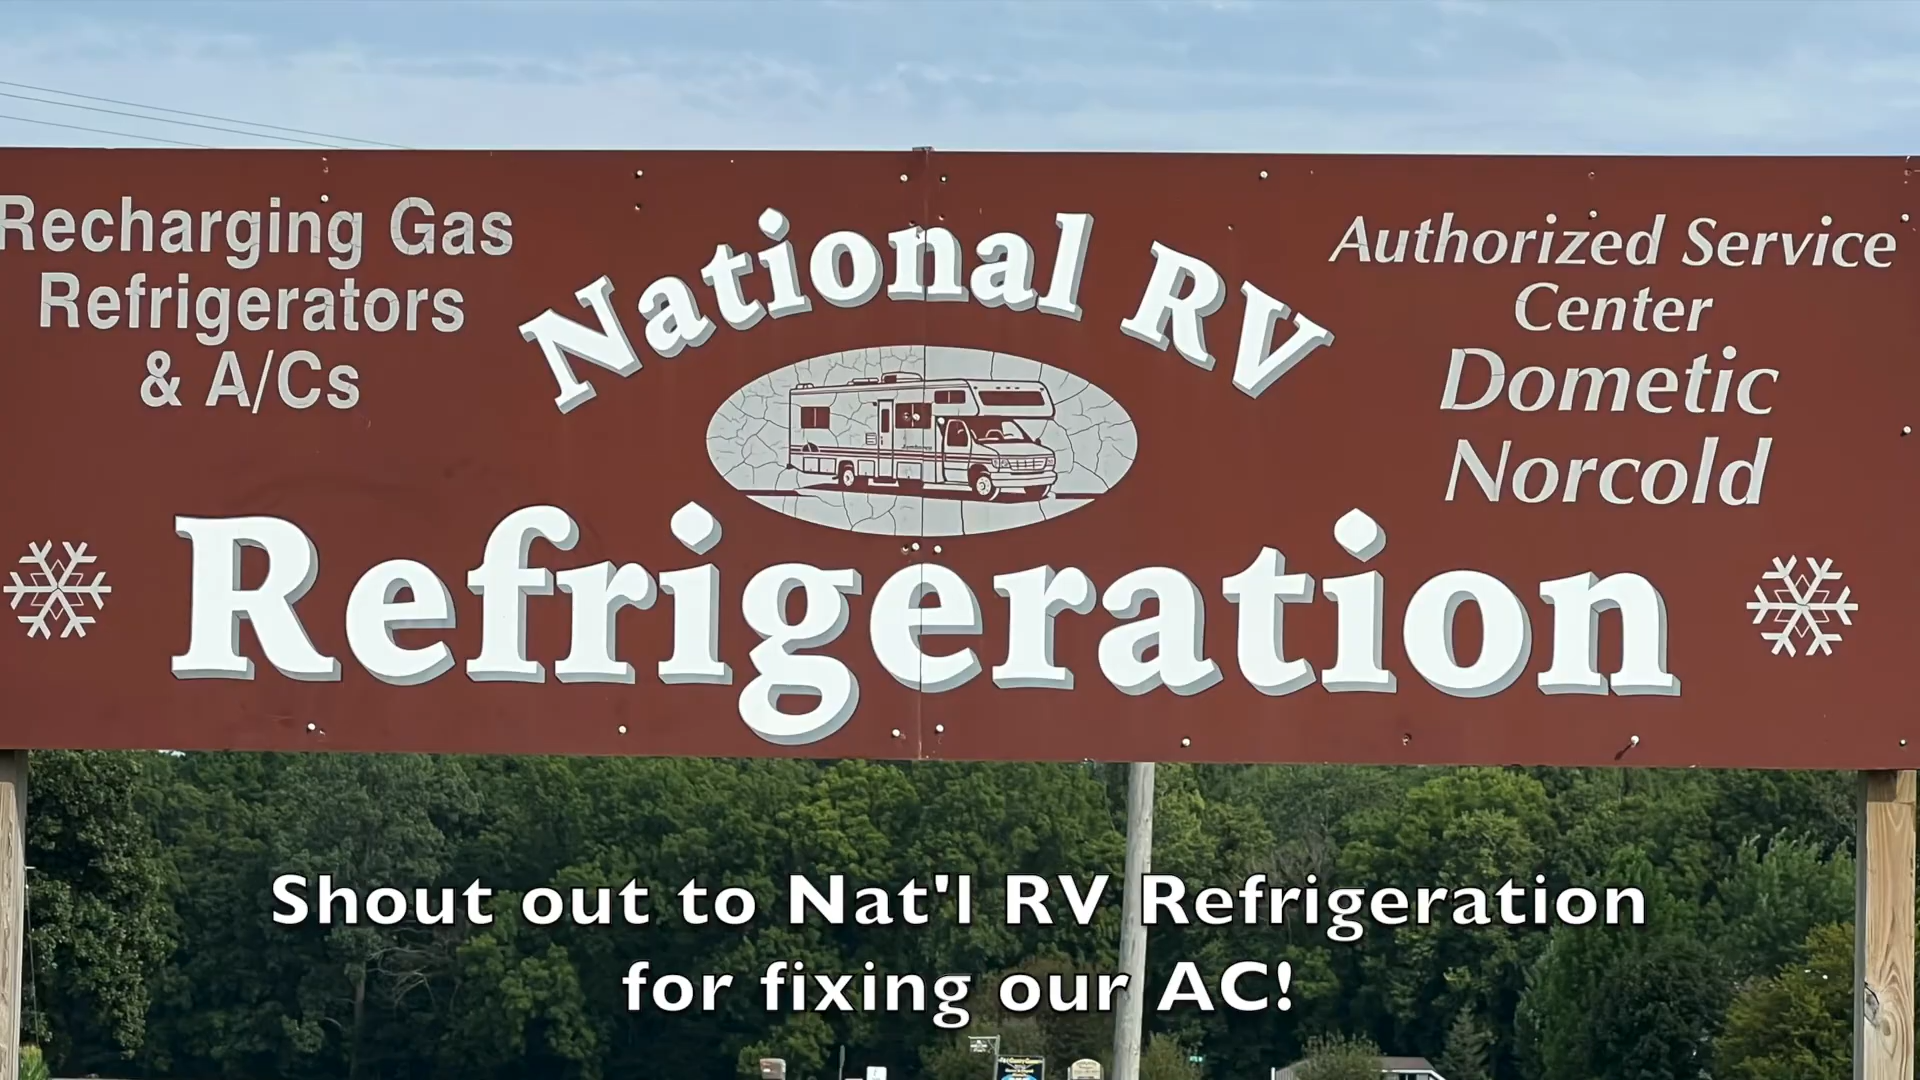 Recharging Gas
Refrigerators
& A/Cs
National RV
Authorized Service
Center
Dometic
Norcold
Refrigeration
Shout out to Nat'l RV Refrigeration
for fixing our AC!